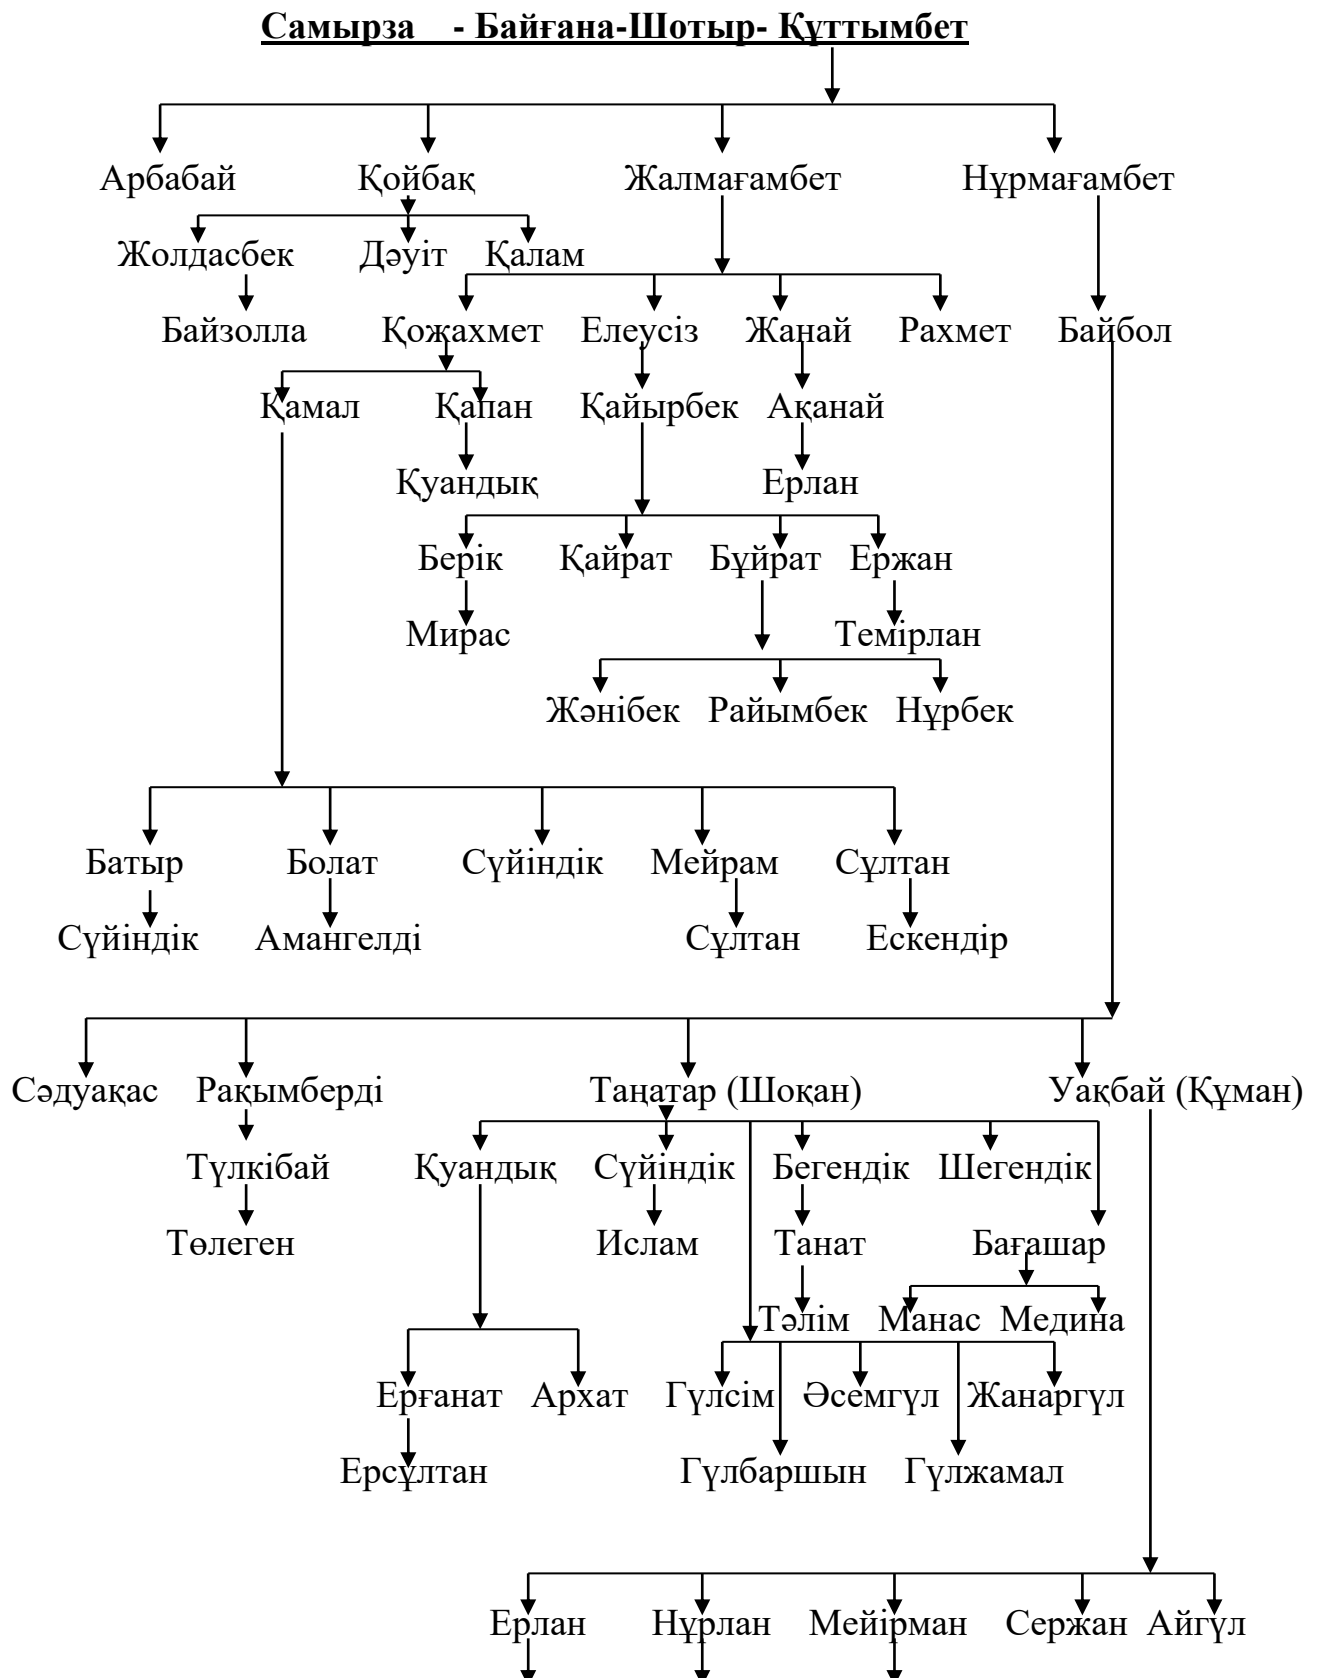 Самырза - Байғана-Шотыр- Құттымбет
Арбабай Қойбақ Жалмағамбет Нұрмағамбет
Жолдасбек Дәуіт Қалам
Байзолла Қожахмет Елеусіз Жанай Рахмет Байбол
Қамал Қапан Қайырбек Ақанай
Қуандық Ерлан
Берік Қайрат Бұйрат Ержан
Мирас Темірлан
Жәнібек Райымбек Нұрбек
Батыр Болат Сүйіндік Мейрам Сұлтан
Сүйіндік Амангелді Сұлтан Ескендір
Сәдуақас Рақымберді Таңатар (Шоқан) Уақбай (Құман)
Түлкібай Қуандық Сүйіндік Бегендік Шегендік
Төлеген Ислам Танат Бағашар
Тәлім Манас Медина
Ерғанат Архат Гүлсім Әсемгүл Жанаргүл
Ерсұлтан Гүлбаршын Гүлжамал
Ерлан Нұрлан Мейірман Сержан Айгүл